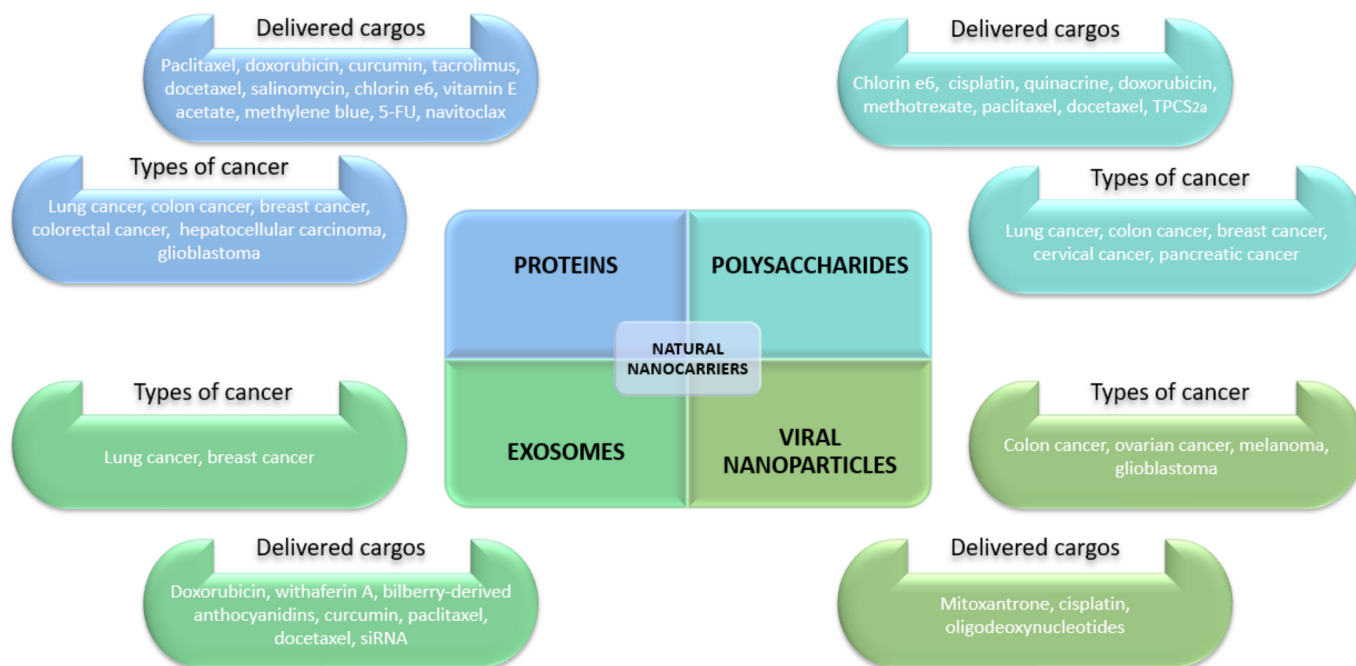 Delivered cargos
Paclitaxel, doxorubicin, curcumin, tacrolimus,
docetaxel, salinomycin, chlorin e6, vitamin E
acetate, methylene blue, 5-FU, navitoclax
Types of cancer
Lung cancer, colon cancer, breast cancer,
colorectal cancer, hepatocellular carcinoma,
glioblastoma
Delivered cargos
Chlorin e6, cisplatin, quinacrine, doxorubicin,
methotrexate, paclitaxel, docetaxel, TPCS2a
Types of cancer
Lung cancer, colon cancer, breast cancer,
cervical cancer, pancreatic cancer
PROTEINS
POLYSACCHARIDES
NATURAL
NANOCARRIERS
EXOSOMES
VIRAL
NANOPARTICLES
Types of cancer
Lung cancer, breast cancer
Delivered cargos
Doxorubicin, withaferin A, bilberry-derived
anthocyanidins, curcumin, paclitaxel,
docetaxel, siRNA
Types of cancer
Colon cancer, ovarian cancer, melanoma,
glioblastoma
Delivered cargos
Mitoxantrone, cisplatin,
oligodeoxynucleotides